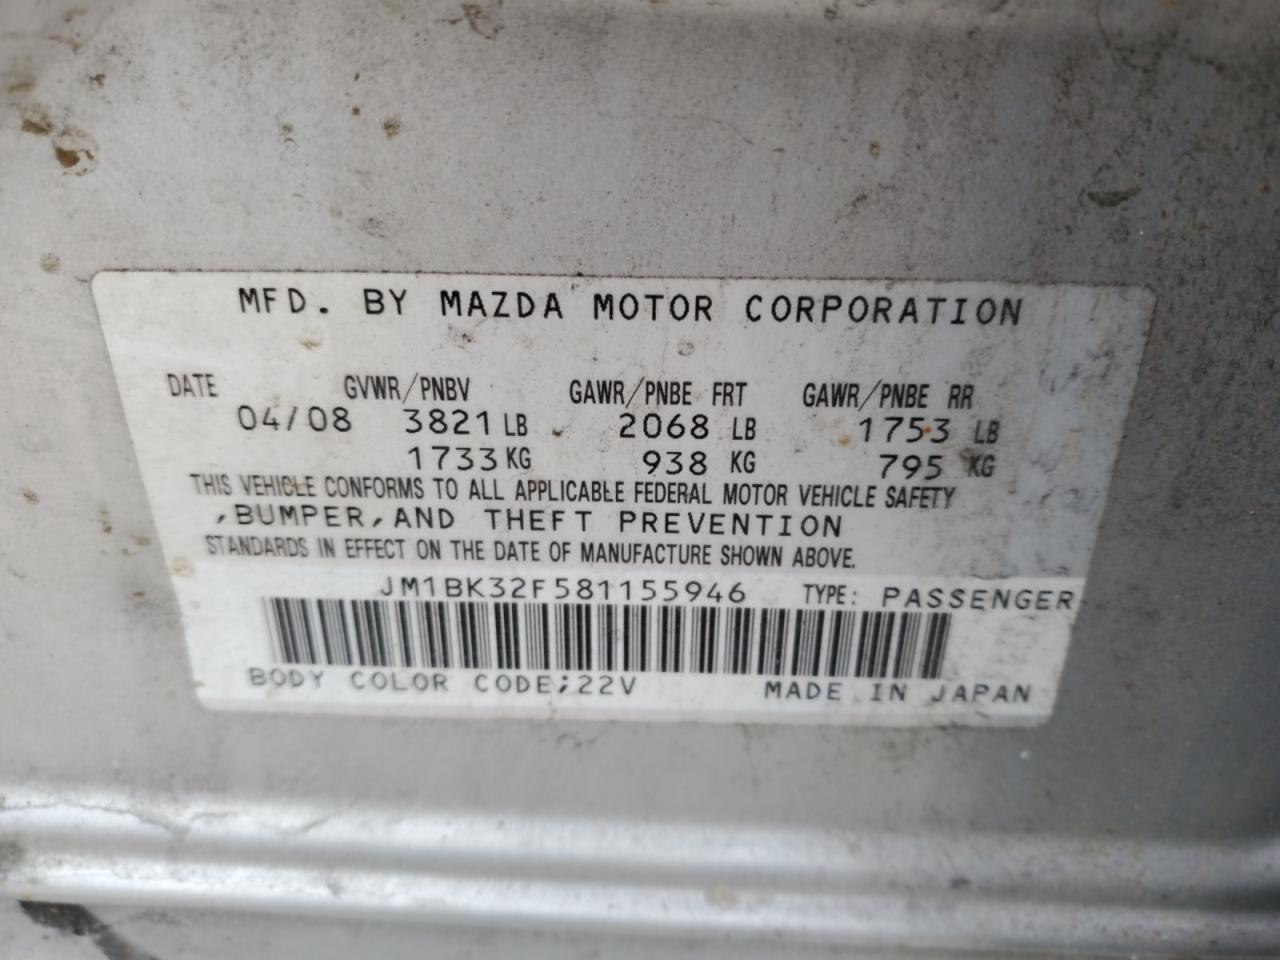 MFD. BY MAZDA MOTOR CORPORATION
DATE GVWR/PNBV GAWR/PNBE FRT GAWR/PNBE RR
04/08 3821 LB 2068 LB 1753 LB
1733 KG 938 KG 795 KG
THIS VEHICLE CONFORMS TO ALL APPLICABLE FEDERAL MOTOR VEHICLE SAFETY
,BUMPER,AND THEFT PREVENTION
STANDARDS IN EFFECT ON THE DATE OF MANUFACTURE SHOWN ABOVE.
JM1BK32F581155946 TYPE: PASSENGER
BODY COLOR CODE;22V MADE IN JAPAN